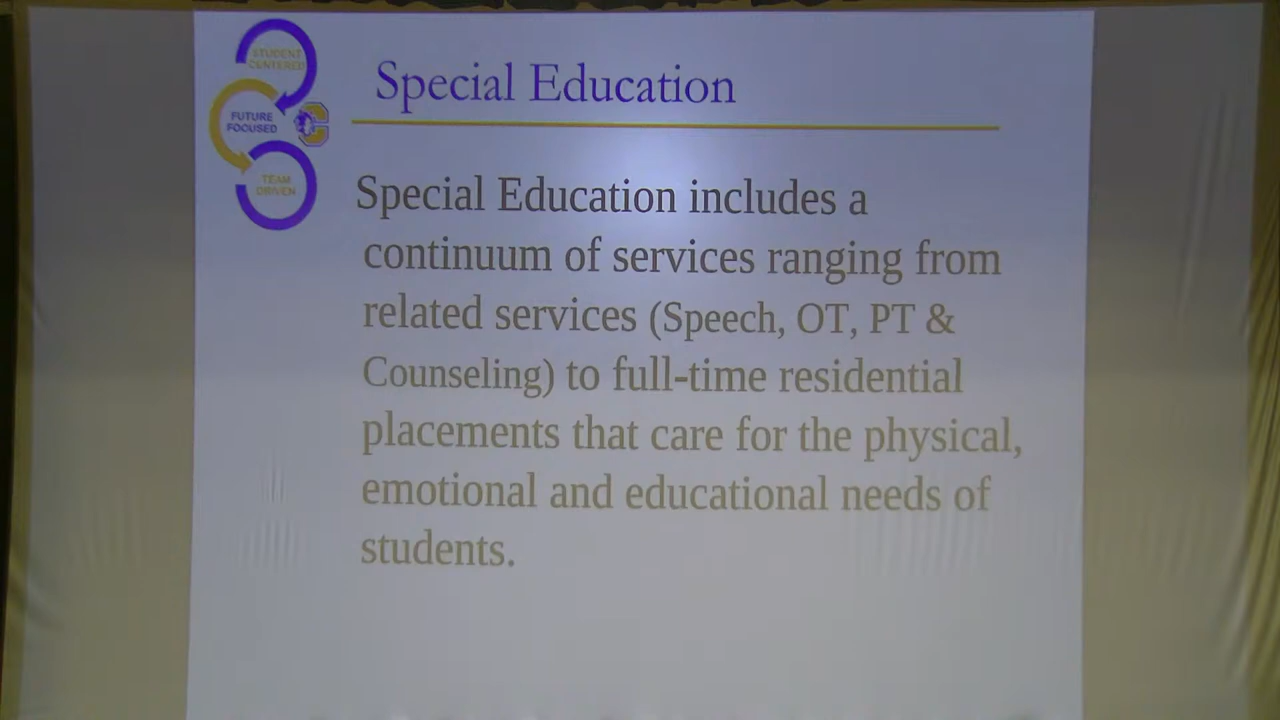 STUDENT
CENTERED
FUTURE
FOCUSED
TEAM
DRIVEN
Special Education
Special Education includes a
continuum of services ranging from
related services (Speech, OT, PT &
Counseling) to full-time residential
placements that care for the physical,
emotional and educational needs of
students.